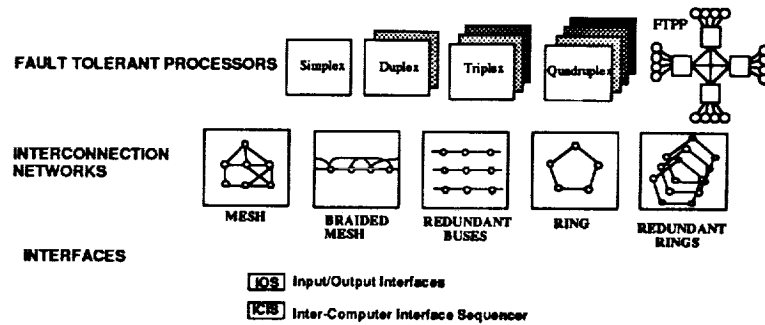 FTPP
FAULT TOLERANT PROCESSORS
Simplex
Duplex
Triplex
Quadruplex
INTERCONNECTION
NETWORKS
MESH
BRAIDED
MESH
REDUNDANT
BUSES
RING
REDUNDANT
RINGS
INTERFACES
IOS Input/Output Interfaces
ICIS Inter-Computer Interface Sequencer